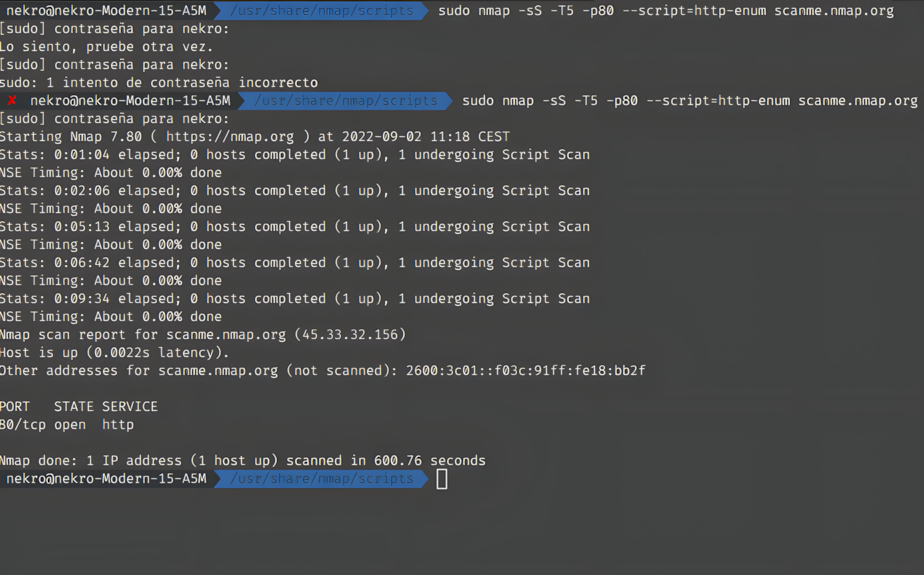 nekro@nekro-Modern-15-A5M /usr/share/nmap/scripts sudo nmap -sS -T5 -p80 --script=http-enum scanme.nmap.org
[sudo] contraseña para nekro:
Lo siento, pruebe otra vez.
[sudo] contraseña para nekro:
sudo: 1 intento de contraseña incorrecto
✘ nekro@nekro-Modern-15-A5M /usr/share/nmap/scripts sudo nmap -sS -T5 -p80 --script=http-enum scanme.nmap.org
[sudo] contraseña para nekro:
Starting Nmap 7.80 ( https://nmap.org ) at 2022-09-02 11:18 CEST
Stats: 0:01:04 elapsed; 0 hosts completed (1 up), 1 undergoing Script Scan
NSE Timing: About 0.00% done
Stats: 0:02:06 elapsed; 0 hosts completed (1 up), 1 undergoing Script Scan
NSE Timing: About 0.00% done
Stats: 0:05:13 elapsed; 0 hosts completed (1 up), 1 undergoing Script Scan
NSE Timing: About 0.00% done
Stats: 0:06:42 elapsed; 0 hosts completed (1 up), 1 undergoing Script Scan
NSE Timing: About 0.00% done
Stats: 0:09:34 elapsed; 0 hosts completed (1 up), 1 undergoing Script Scan
NSE Timing: About 0.00% done
Nmap scan report for scanme.nmap.org (45.33.32.156)
Host is up (0.0022s latency).
Other addresses for scanme.nmap.org (not scanned): 2600:3c01::f03c:91ff:fe18:bb2f
PORT STATE SERVICE
80/tcp open http
Nmap done: 1 IP address (1 host up) scanned in 600.76 seconds
nekro@nekro-Modern-15-A5M /usr/share/nmap/scripts